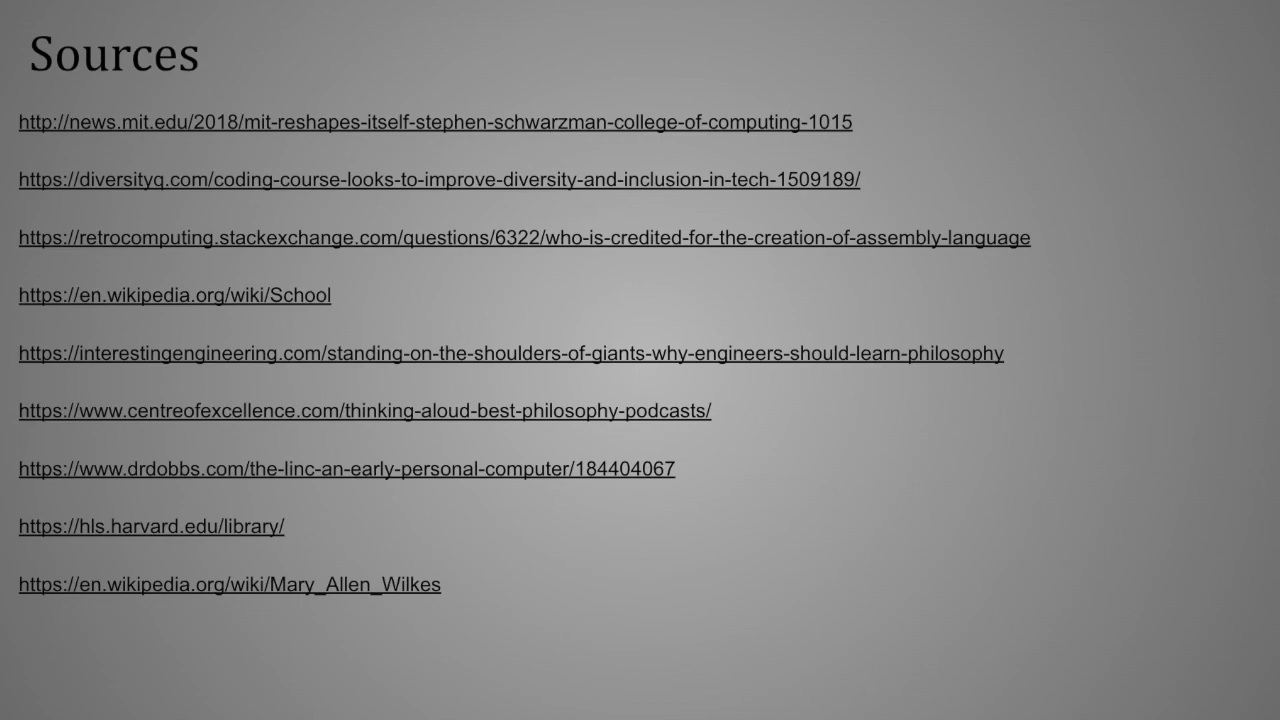 Sources
http://news.mit.edu/2018/mit-reshapes-itself-stephen-schwarzman-college-of-computing-1015
https://diversityq.com/coding-course-looks-to-improve-diversity-and-inclusion-in-tech-1509189/
https://retrocomputing.stackexchange.com/questions/6322/who-is-credited-for-the-creation-of-assembly-language
https://en.wikipedia.org/wiki/School
https://interestingengineering.com/standing-on-the-shoulders-of-giants-why-engineers-should-learn-philosophy
https://www.centreofexcellence.com/thinking-aloud-best-philosophy-podcasts/
https://www.drdobbs.com/the-linc-an-early-personal-computer/184404067
https://hls.harvard.edu/library/
https://en.wikipedia.org/wiki/Mary_Allen_Wilkes